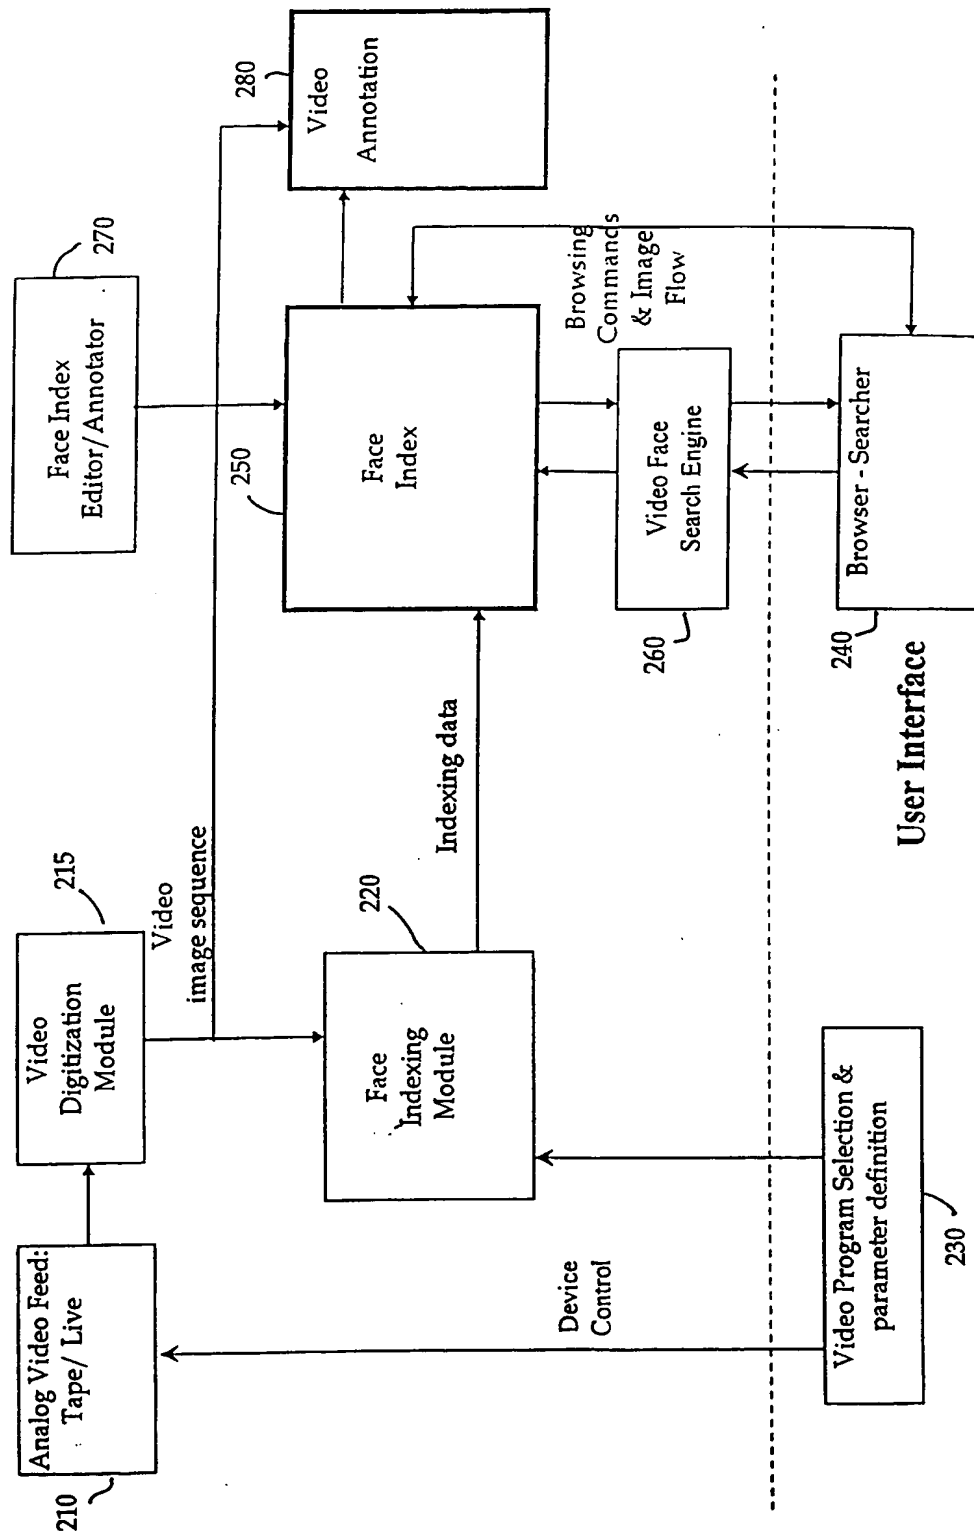 Analog Video Feed:
Tape/ Live
210
Video
Digitization
Module
215
Face Index
Editor/Annotator
270
Video
image sequence
Video
Annotation
280
Face
Indexing
Module
220
Indexing data
Face
Index
250
Device
Control
Browsing
Commands
& Image
Flow
Video Face
Search Engine
260
Video Program Selection &
parameter definition
230
Browser - Searcher
240
User Interface